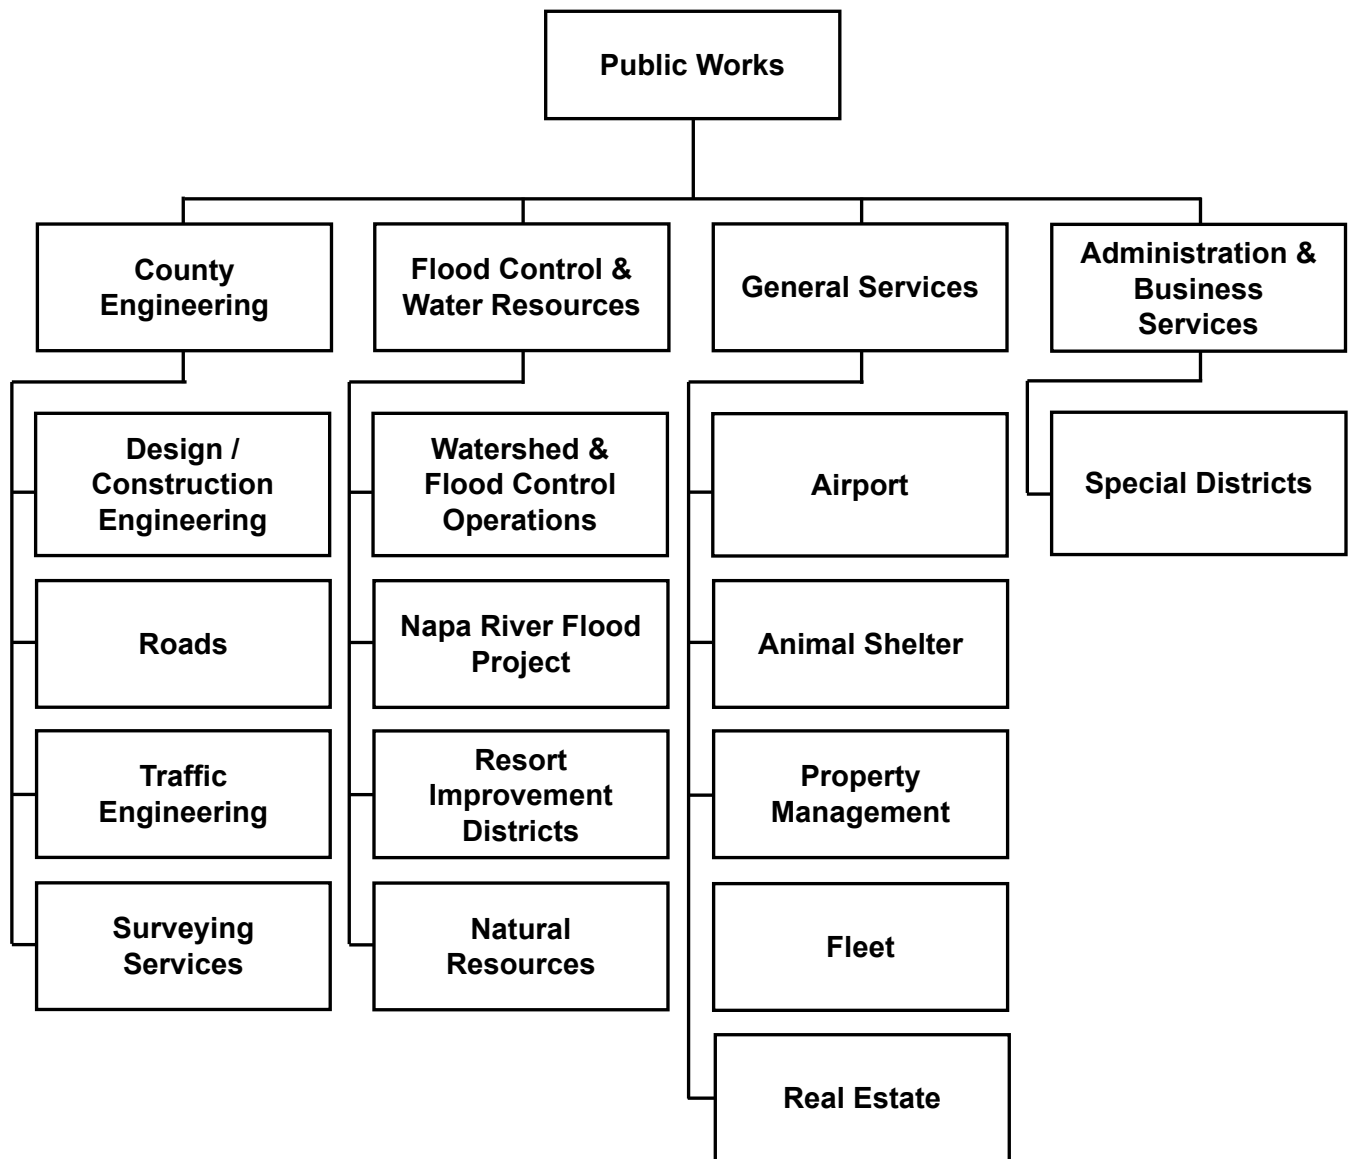 Public Works
County
Engineering
Flood Control &
Water Resources
General Services
Administration &
Business
Services
Design /
Construction
Engineering
Watershed &
Flood Control
Operations
Airport
Special Districts
Roads
Napa River Flood
Project
Animal Shelter
Traffic
Engineering
Resort
Improvement
Districts
Property
Management
Surveying
Services
Natural
Resources
Fleet
Real Estate